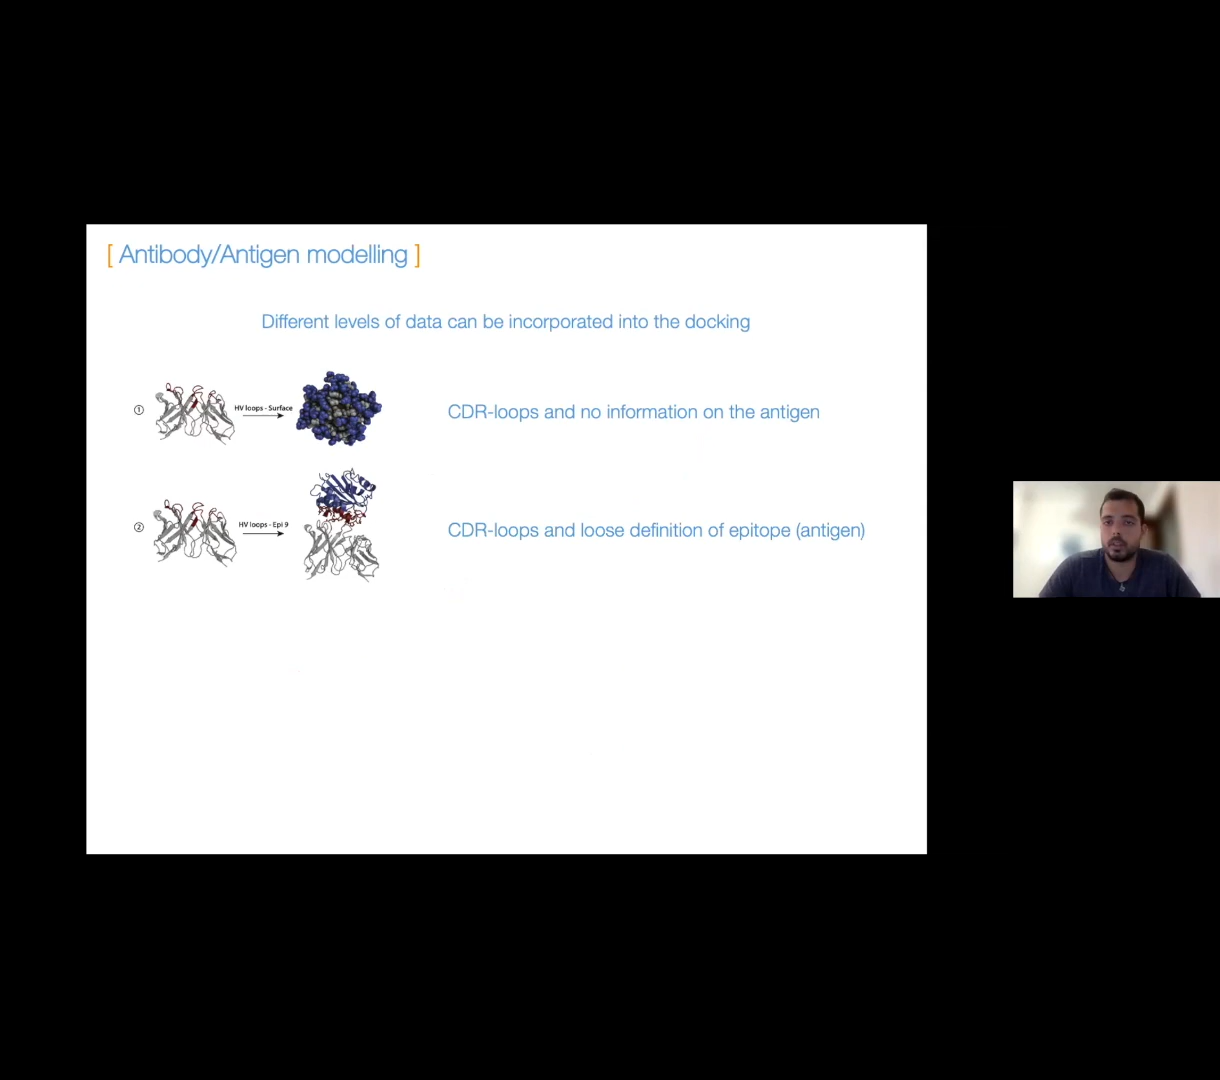 [ Antibody/Antigen modelling ]
Different levels of data can be incorporated into the docking
① HV loops - Surface CDR-loops and no information on the antigen
② HV loops - Epi 9 CDR-loops and loose definition of epitope (antigen)